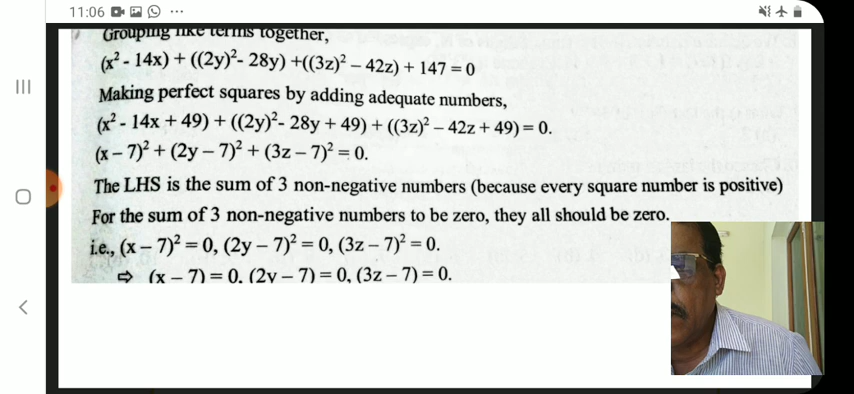 11:06
Grouping like terms together,
(x² - 14x) + ((2y)²- 28y) +((3z)² – 42z) + 147 = 0
Making perfect squares by adding adequate numbers,
(x² - 14x + 49) + ((2y)²- 28y + 49) + ((3z)² – 42z + 49) = 0.
(x – 7)² + (2y – 7)² + (3z – 7)² = 0.
The LHS is the sum of 3 non-negative numbers (because every square number is positive)
For the sum of 3 non-negative numbers to be zero, they all should be zero.
i.e., (x – 7)² = 0, (2y – 7)² = 0, (3z – 7)² = 0.
⇨ (x – 7) = 0, (2y – 7) = 0, (3z – 7) = 0.